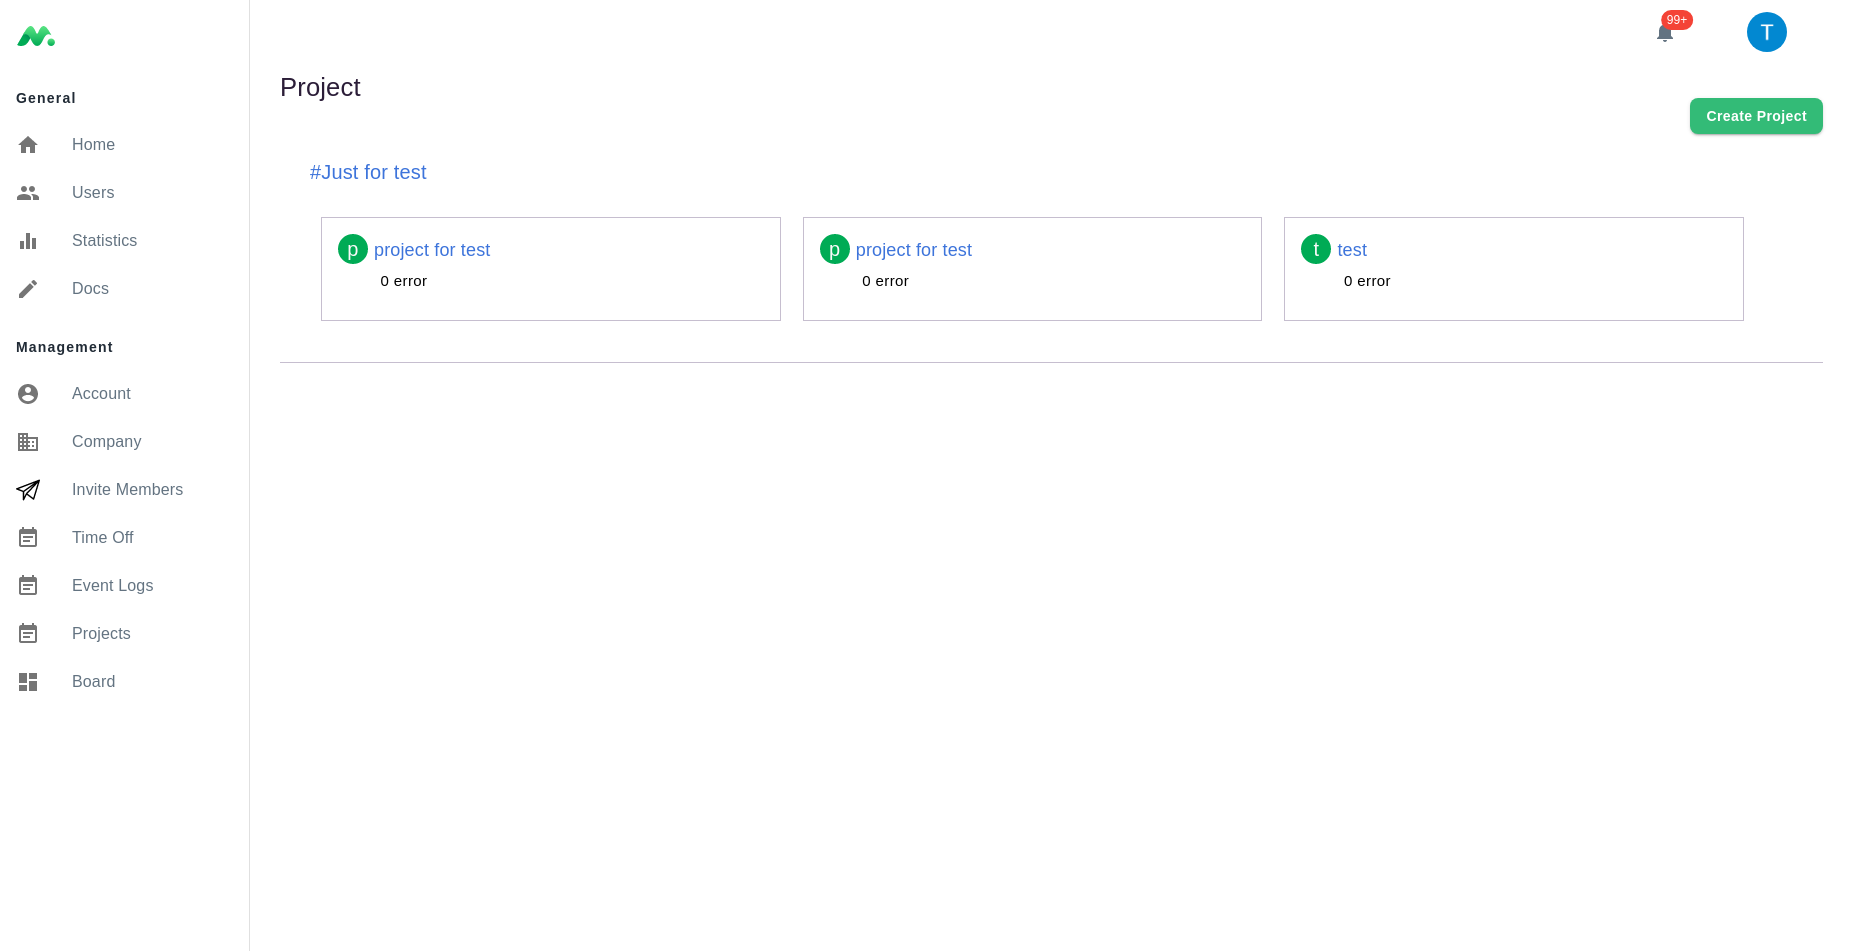 99+
T
General
Home
Users
Statistics
Docs
Management
Account
Company
Invite Members
Time Off
Event Logs
Projects
Board
Project
Create Project
#Just for test
p project for test
0 error
p project for test
0 error
t test
0 error